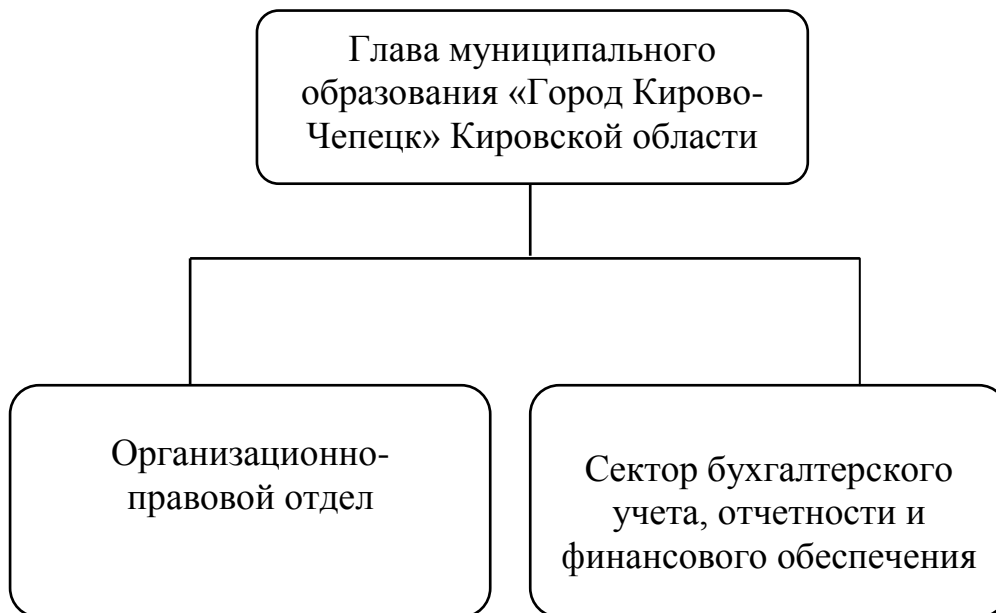 Глава муниципального
образования «Город Кирово-
Чепецк» Кировской области
Организационно-
правовой отдел
Сектор бухгалтерского
учета, отчетности и
финансового обеспечения